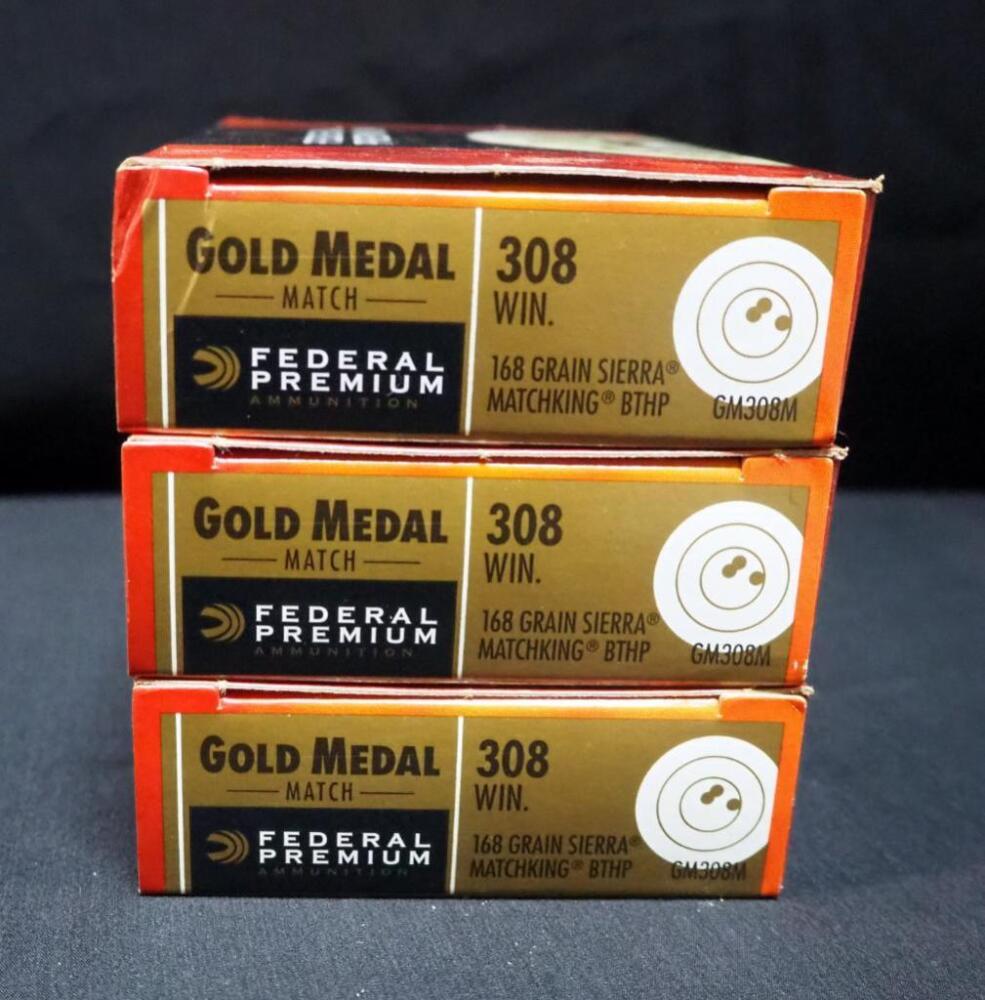 GOLD MEDAL
MATCH
FEDERAL
PREMIUM
AMMUNITION
308
WIN.
168 GRAIN SIERRA®
MATCHKING® BTHP
GM308M
GOLD MEDAL
MATCH
FEDERAL
PREMIUM
AMMUNITION
308
WIN.
168 GRAIN SIERRA®
MATCHKING® BTHP
GM308M
GOLD MEDAL
MATCH
FEDERAL
PREMIUM
AMMUNITION
308
WIN.
168 GRAIN SIERRA®
MATCHKING® BTHP
GM308M